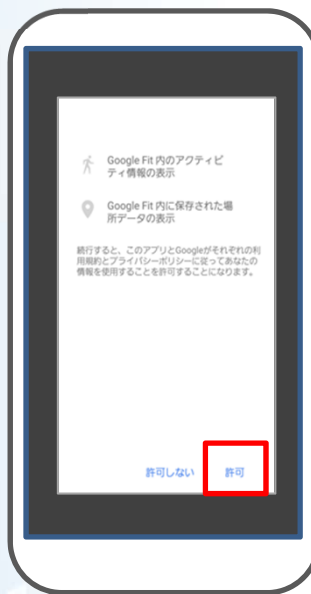 Google Fit 内のアクティビ
ティ情報の表示
Google Fit 内に保存された場
所データの表示
続行すると、このアプリとGoogleがそれぞれの利
用規約とプライバシーポリシーに従ってあなたの
情報を使用することを許可することになります。
許可しない 許可